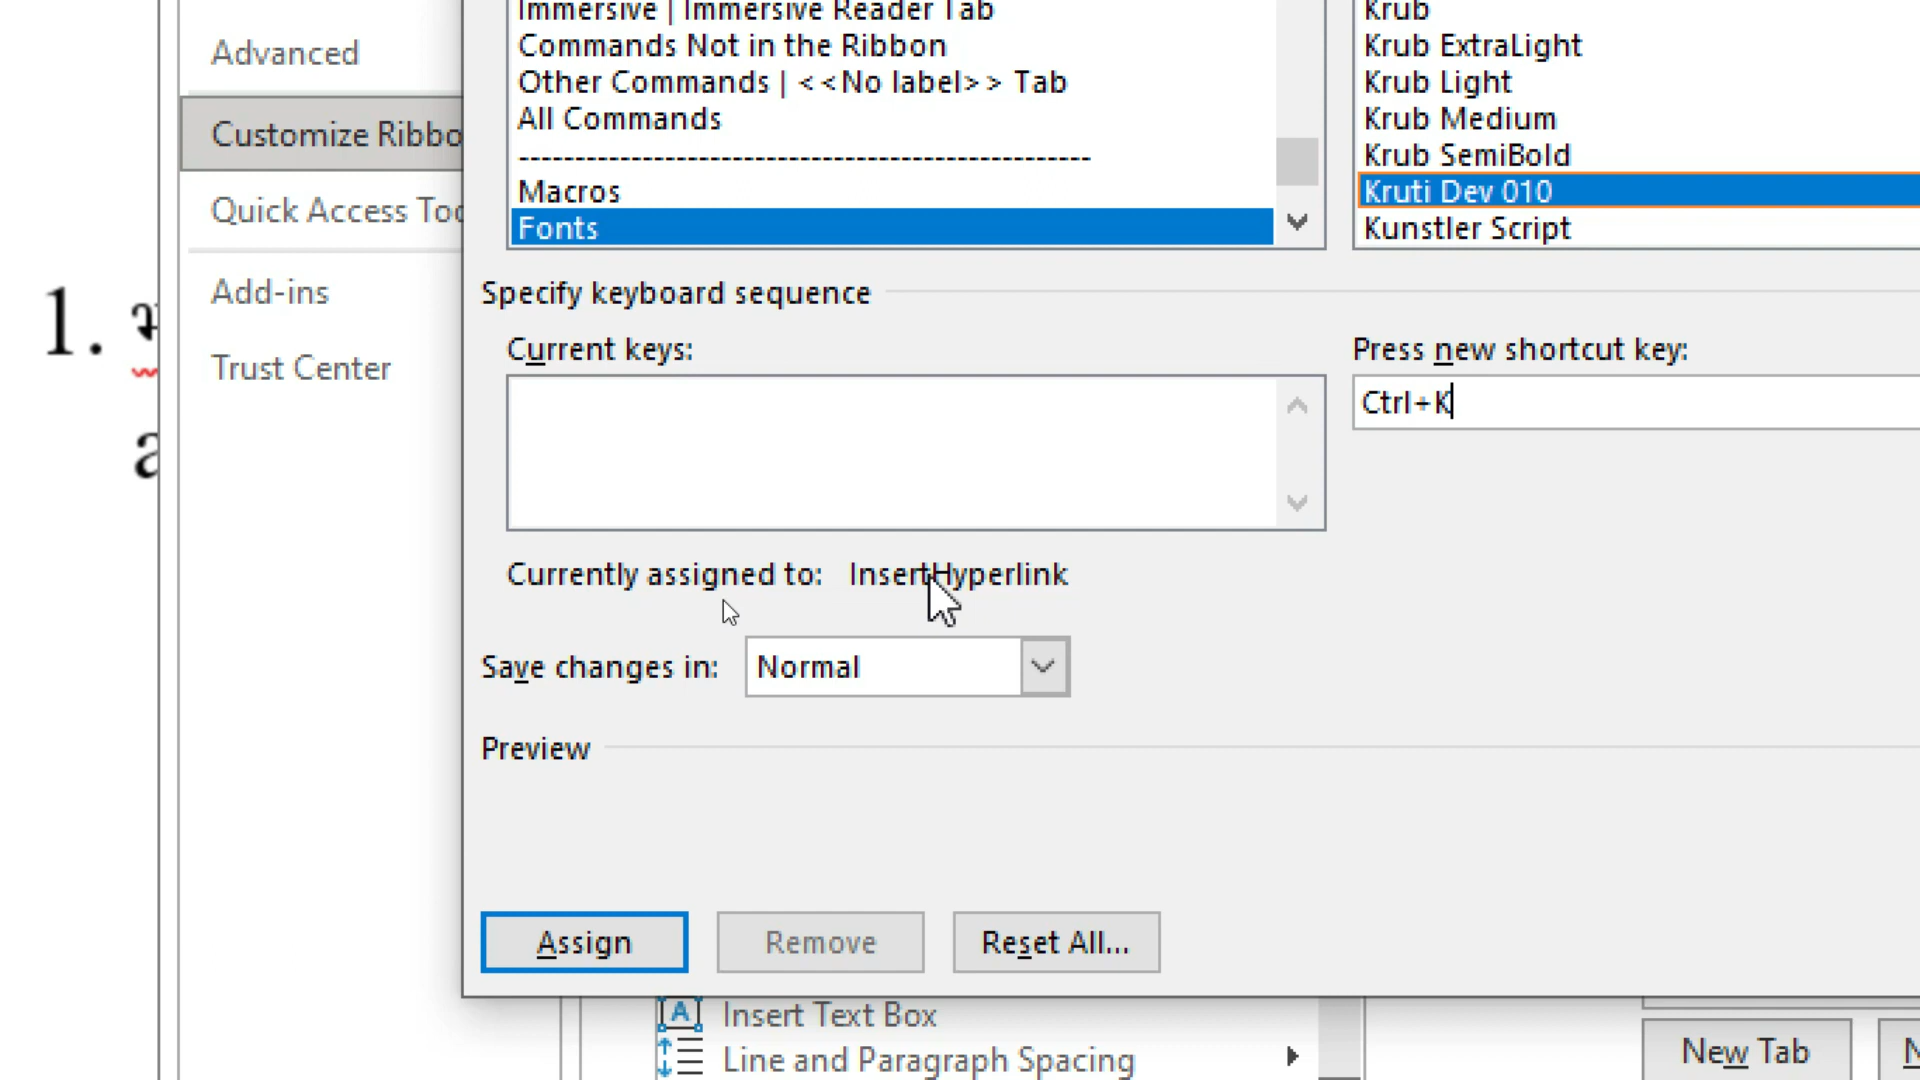 Immersive | Immersive Reader Tab
Commands Not in the Ribbon
Other Commands | <<No label>> Tab
All Commands
---------------------------------------------------
Macros
Fonts
Krub
Krub ExtraLight
Krub Light
Krub Medium
Krub SemiBold
Kruti Dev 010
Kunstler Script
Advanced
Customize Ribbo
Quick Access Too
Add-ins
Trust Center
1.
a
Specify keyboard sequence
Current keys:
Press new shortcut key:
Ctrl+K
Currently assigned to: InsertHyperlink
Save changes in: Normal
Preview
Assign
Remove
Reset All...
Insert Text Box
Line and Paragraph Spacing
New Tab